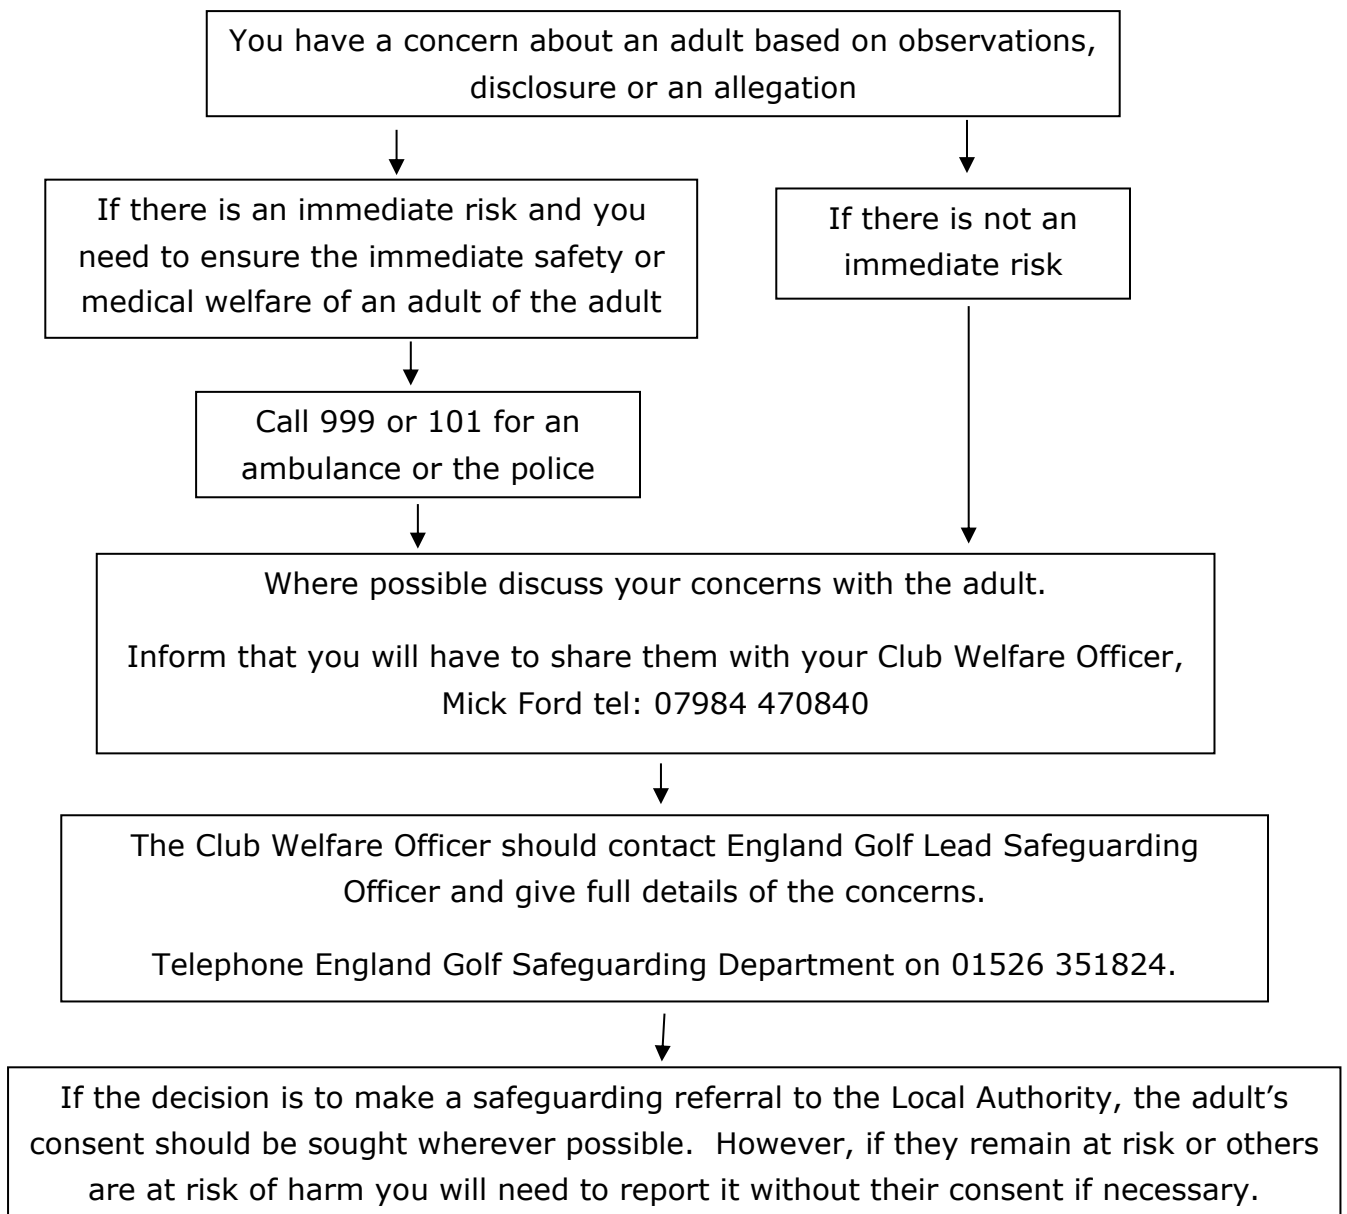 You have a concern about an adult based on observations,
disclosure or an allegation
If there is an immediate risk and you
need to ensure the immediate safety or
medical welfare of an adult of the adult
If there is not an
immediate risk
Call 999 or 101 for an
ambulance or the police
Where possible discuss your concerns with the adult.
Inform that you will have to share them with your Club Welfare Officer,
Mick Ford tel: 07984 470840
The Club Welfare Officer should contact England Golf Lead Safeguarding
Officer and give full details of the concerns.
Telephone England Golf Safeguarding Department on 01526 351824.
If the decision is to make a safeguarding referral to the Local Authority, the adult’s
consent should be sought wherever possible.  However, if they remain at risk or others
are at risk of harm you will need to report it without their consent if necessary.